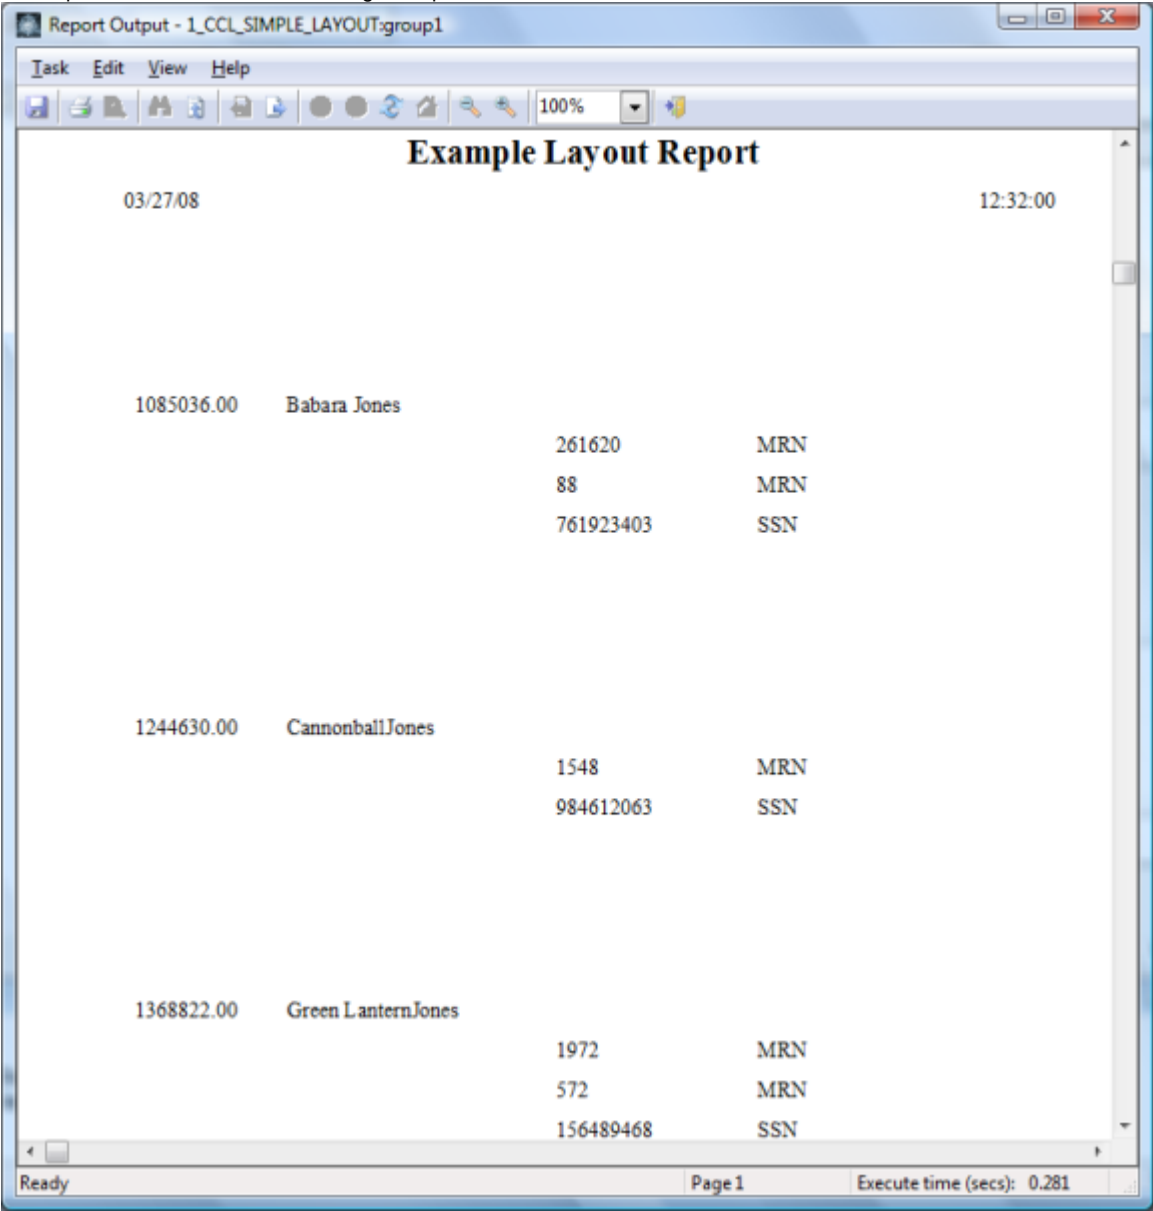 Report Output - 1_CCL_SIMPLE_LAYOUT:group1
Task Edit View Help
100%
Example Layout Report
03/27/08 12:32:00
1085036.00 Babara Jones
261620 MRN
88 MRN
761923403 SSN
1244630.00 CannonballJones
1548 MRN
984612063 SSN
1368822.00 Green LanternJones
1972 MRN
572 MRN
156489468 SSN
Ready Page 1 Execute time (secs): 0.281